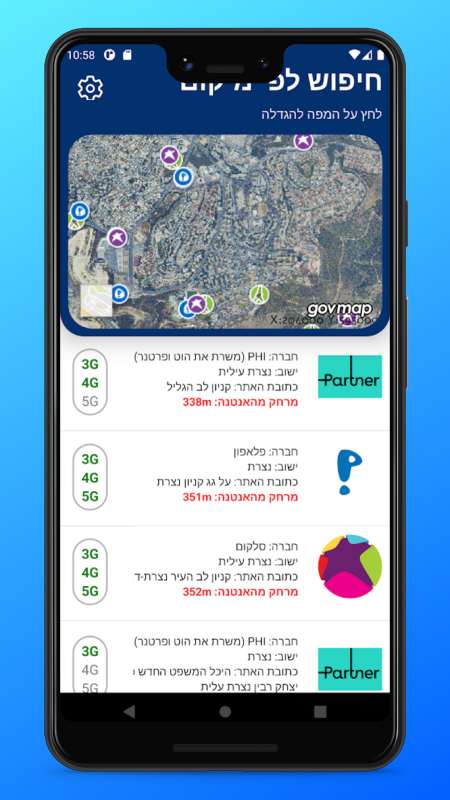 10:58
חיפוש לפי מיקום
לחץ על המפה להגדלה
govmap
3G
4G
5G
חברה: PHI (משרת את הוט ופרטנר)
ישוב: נצרת עילית
כתובת האתר: קניון לב הגליל
מרחק מהאנטנה: 338m
Partner
3G
4G
5G
חברה: פלאפון
ישוב: נצרת
כתובת האתר: על גג קניון נצרת
מרחק מהאנטנה: 351m
3G
4G
5G
חברה: סלקום
ישוב: נצרת עילית
כתובת האתר: קניון לב העיר נצרת-ד
מרחק מהאנטנה: 352m
3G
4G
5G
חברה: PHI (משרת את הוט ופרטנר)
ישוב: נצרת
כתובת האתר: היכל המשפט החדש
יצחק רבין נצרת עלית
Partner